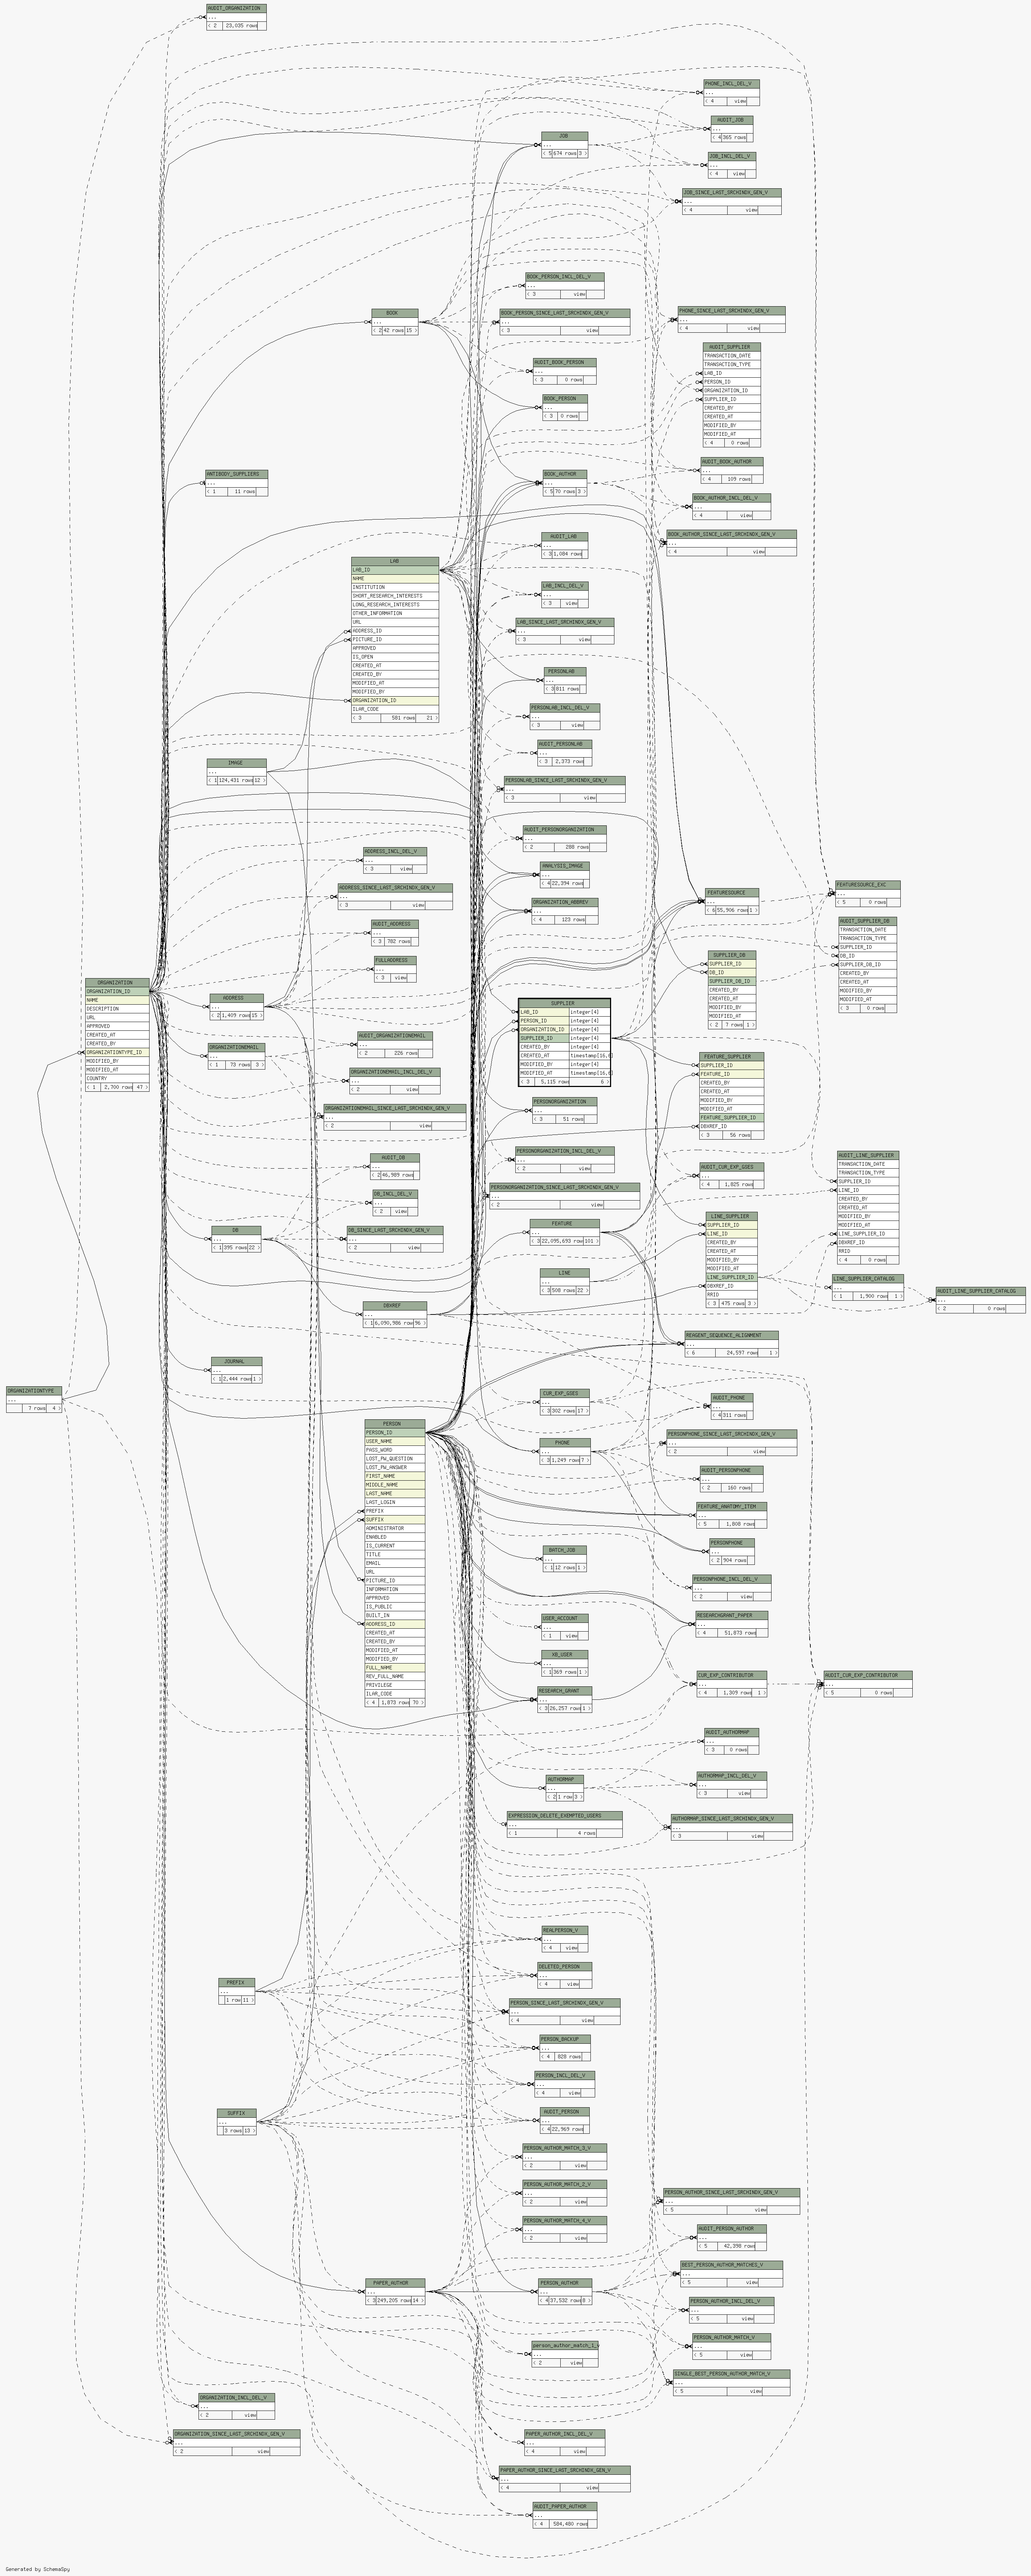 AUDIT_ORGANIZATION
...
< 2 23,035 rows
PHONE_INCL_DEL_V
...
< 4 view
AUDIT_JOB
...
< 4 365 rows
JOB
...
< 5 674 rows 3 >
JOB_INCL_DEL_V
...
< 4 view
JOB_SINCE_LAST_SRCHINDX_GEN_V
...
< 4 view
BOOK_PERSON_INCL_DEL_V
...
< 3 view
BOOK
...
< 2 42 rows 15 >
BOOK_PERSON_SINCE_LAST_SRCHINDX_GEN_V
...
< 3 view
PHONE_SINCE_LAST_SRCHINDX_GEN_V
...
< 4 view
AUDIT_SUPPLIER
TRANSACTION_DATE
TRANSACTION_TYPE
LAB_ID
PERSON_ID
ORGANIZATION_ID
SUPPLIER_ID
CREATED_BY
CREATED_AT
MODIFIED_BY
MODIFIED_AT
< 4 0 rows
AUDIT_BOOK_PERSON
...
< 3 0 rows
BOOK_PERSON
...
< 3 0 rows
AUDIT_BOOK_AUTHOR
...
< 4 109 rows
ANTIBODY_SUPPLIERS
...
< 1 11 rows
BOOK_AUTHOR
...
< 5 70 rows 3 >
BOOK_AUTHOR_INCL_DEL_V
...
< 4 view
BOOK_AUTHOR_SINCE_LAST_SRCHINDX_GEN_V
...
< 4 view
AUDIT_LAB
...
< 3 1,084 rows
LAB
LAB_ID
NAME
INSTITUTION
SHORT_RESEARCH_INTERESTS
LONG_RESEARCH_INTERESTS
OTHER_INFORMATION
URL
ADDRESS_ID
PICTURE_ID
APPROVED
IS_OPEN
CREATED_AT
CREATED_BY
MODIFIED_AT
MODIFIED_BY
ORGANIZATION_ID
ILAR_CODE
< 3 581 rows 21 >
LAB_INCL_DEL_V
...
< 3 view
LAB_SINCE_LAST_SRCHINDX_GEN_V
...
< 3 view
PERSONLAB
...
< 3 811 rows
PERSONLAB_INCL_DEL_V
...
< 3 view
AUDIT_PERSONLAB
...
< 3 2,373 rows
IMAGE
...
< 1 124,431 rows 12 >
PERSONLAB_SINCE_LAST_SRCHINDX_GEN_V
...
< 3 view
AUDIT_PERSONORGANIZATION
...
< 2 288 rows
ADDRESS_INCL_DEL_V
...
< 3 view
ANALYSIS_IMAGE
...
< 4 22,394 rows
ADDRESS_SINCE_LAST_SRCHINDX_GEN_V
...
< 3 view
FEATURESOURCE
...
< 6 55,906 rows 1 >
FEATURESOURCE_EXC
...
< 5 0 rows
ORGANIZATION_ABBREV
...
< 4 123 rows
AUDIT_ADDRESS
...
< 3 782 rows
AUDIT_SUPPLIER_DB
TRANSACTION_DATE
TRANSACTION_TYPE
SUPPLIER_ID
DB_ID
SUPPLIER_DB_ID
CREATED_BY
CREATED_AT
MODIFIED_BY
MODIFIED_AT
< 3 0 rows
SUPPLIER_DB
SUPPLIER_ID
DB_ID
SUPPLIER_DB_ID
CREATED_BY
CREATED_AT
MODIFIED_BY
MODIFIED_AT
< 2 7 rows 1 >
FULLADDRESS
...
< 3 view
ORGANIZATION
ORGANIZATION_ID
NAME
DESCRIPTION
URL
APPROVED
CREATED_AT
CREATED_BY
ORGANIZATIONTYPE_ID
MODIFIED_BY
MODIFIED_AT
COUNTRY
< 1 2,700 rows 47 >
ADDRESS
...
< 2 1,409 rows 15 >
SUPPLIER
LAB_ID integer[4]
PERSON_ID integer[4]
ORGANIZATION_ID integer[4]
SUPPLIER_ID integer[4]
CREATED_BY integer[4]
CREATED_AT timestamp[16,6]
MODIFIED_BY integer[4]
MODIFIED_AT timestamp[16,6]
< 3 5,115 rows 6 >
AUDIT_ORGANIZATIONEMAIL
...
< 2 226 rows
ORGANIZATIONEMAIL
...
< 1 73 rows 3 >
ORGANIZATIONEMAIL_INCL_DEL_V
...
< 2 view
FEATURE_SUPPLIER
SUPPLIER_ID
FEATURE_ID
CREATED_BY
CREATED_AT
MODIFIED_BY
MODIFIED_AT
FEATURE_SUPPLIER_ID
DBXREF_ID
< 3 56 rows
ORGANIZATIONEMAIL_SINCE_LAST_SRCHINDX_GEN_V
...
< 2 view
PERSONORGANIZATION
...
< 3 51 rows
AUDIT_DB
...
< 2 46,989 rows
PERSONORGANIZATION_INCL_DEL_V
...
< 2 view
AUDIT_LINE_SUPPLIER
TRANSACTION_DATE
TRANSACTION_TYPE
SUPPLIER_ID
LINE_ID
CREATED_BY
CREATED_AT
MODIFIED_BY
MODIFIED_AT
LINE_SUPPLIER_ID
DBXREF_ID
RRID
< 4 0 rows
AUDIT_CUR_EXP_GSES
...
< 4 1,825 rows
DB_INCL_DEL_V
...
< 2 view
PERSONORGANIZATION_SINCE_LAST_SRCHINDX_GEN_V
...
< 2 view
DB
...
< 1 395 rows 22 >
DB_SINCE_LAST_SRCHINDX_GEN_V
...
< 2 view
FEATURE
...
< 3 22,095,693 rows 101 >
LINE_SUPPLIER
SUPPLIER_ID
LINE_ID
CREATED_BY
CREATED_AT
MODIFIED_BY
MODIFIED_AT
LINE_SUPPLIER_ID
DBXREF_ID
RRID
< 3 475 rows 3 >
LINE
...
< 3 508 rows 22 >
LINE_SUPPLIER_CATALOG
...
< 1 1,900 rows 1 >
AUDIT_LINE_SUPPLIER_CATALOG
...
< 2 0 rows
DBXREF
...
< 1 6,090,986 rows 96 >
REAGENT_SEQUENCE_ALIGNMENT
...
< 6 24,597 rows 1 >
JOURNAL
...
< 1 2,444 rows 1 >
ORGANIZATIONTYPE
...
7 rows 4 >
CUR_EXP_GSES
...
< 3 302 rows 17 >
AUDIT_PHONE
...
< 4 311 rows
PERSON
PERSON_ID
USER_NAME
PASS_WORD
LOST_PW_QUESTION
LOST_PW_ANSWER
FIRST_NAME
MIDDLE_NAME
LAST_NAME
LAST_LOGIN
PREFIX
SUFFIX
ADMINISTRATOR
ENABLED
IS_CURRENT
TITLE
EMAIL
URL
PICTURE_ID
INFORMATION
APPROVED
IS_PUBLIC
BUILT_IN
ADDRESS_ID
CREATED_AT
CREATED_BY
MODIFIED_AT
MODIFIED_BY
FULL_NAME
REV_FULL_NAME
PRIVILEGE
ILAR_CODE
< 4 1,873 rows 70 >
PHONE
...
< 3 1,249 rows 7 >
PERSONPHONE_SINCE_LAST_SRCHINDX_GEN_V
...
< 2 view
AUDIT_PERSONPHONE
...
< 2 160 rows
FEATURE_ANATOMY_ITEM
...
< 5 1,808 rows
PERSONPHONE
...
< 2 904 rows
BATCH_JOB
...
< 1 12 rows 1 >
PERSONPHONE_INCL_DEL_V
...
< 2 view
USER_ACCOUNT
...
< 1 view
RESEARCHGRANT_PAPER
...
< 4 51,873 rows
XB_USER
...
< 1 369 rows 1 >
CUR_EXP_CONTRIBUTOR
...
< 4 1,309 rows 1 >
AUDIT_CUR_EXP_CONTRIBUTOR
...
< 5 0 rows
RESEARCH_GRANT
...
< 3 26,257 rows 1 >
AUDIT_AUTHORMAP
...
< 3 0 rows
AUTHORMAP
...
< 2 1 row 3 >
AUTHORMAP_INCL_DEL_V
...
< 3 view
EXPRESSION_DELETE_EXEMPTED_USERS
...
< 1 4 rows
AUTHORMAP_SINCE_LAST_SRCHINDX_GEN_V
...
< 3 view
REALPERSON_V
...
< 4 view
DELETED_PERSON
...
< 4 view
PREFIX
...
1 row 11 >
PERSON_SINCE_LAST_SRCHINDX_GEN_V
...
< 4 view
PERSON_BACKUP
...
< 4 828 rows
PERSON_INCL_DEL_V
...
< 4 view
SUFFIX
...
3 rows 13 >
AUDIT_PERSON
...
< 4 22,969 rows
PERSON_AUTHOR_MATCH_3_V
...
< 2 view
PERSON_AUTHOR_MATCH_2_V
...
< 2 view
PERSON_AUTHOR_SINCE_LAST_SRCHINDX_GEN_V
...
< 5 view
PERSON_AUTHOR_MATCH_4_V
...
< 2 view
AUDIT_PERSON_AUTHOR
...
< 5 42,398 rows
BEST_PERSON_AUTHOR_MATCHES_V
...
< 5 view
PAPER_AUTHOR
...
< 3 249,205 rows 14 >
PERSON_AUTHOR
...
< 4 37,532 rows 8 >
PERSON_AUTHOR_INCL_DEL_V
...
< 5 view
PERSON_AUTHOR_MATCH_V
...
< 5 view
person_author_match_1_v
...
< 2 view
SINGLE_BEST_PERSON_AUTHOR_MATCH_V
...
< 5 view
ORGANIZATION_INCL_DEL_V
...
< 2 view
ORGANIZATION_SINCE_LAST_SRCHINDX_GEN_V
...
< 2 view
PAPER_AUTHOR_INCL_DEL_V
...
< 4 view
PAPER_AUTHOR_SINCE_LAST_SRCHINDX_GEN_V
...
< 4 view
AUDIT_PAPER_AUTHOR
...
< 4 584,480 rows
Generated by SchemaSpy